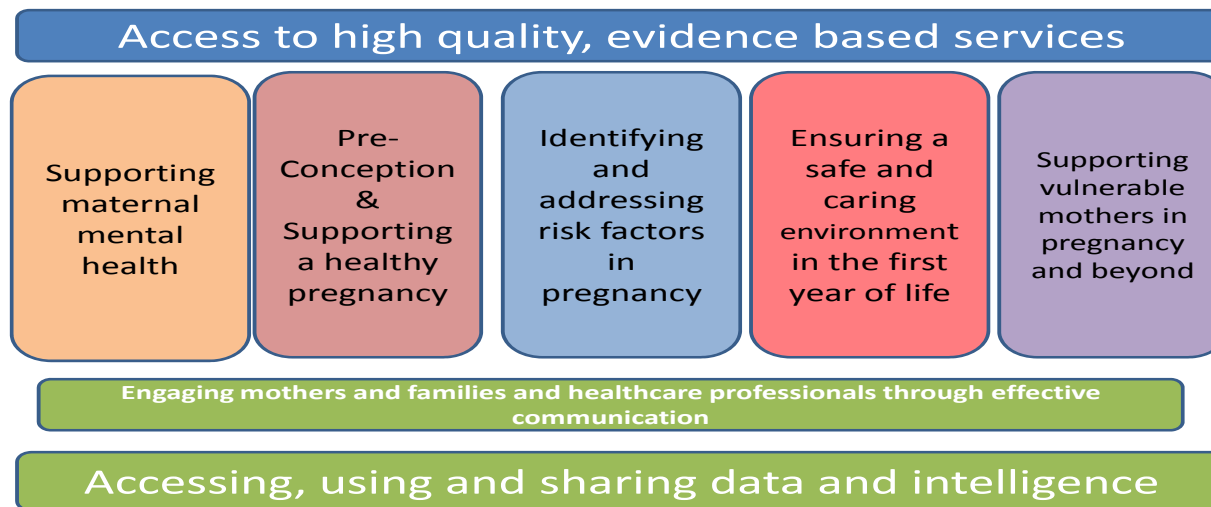 Access to high quality, evidence based services
Supporting
maternal
mental
health
Pre-
Conception
&
Supporting
a healthy
pregnancy
Identifying
and
addressing
risk factors
in
pregnancy
Ensuring a
safe and
caring
environment
in the first
year of life
Supporting
vulnerable
mothers in
pregnancy
and beyond
Engaging mothers and families and healthcare professionals through effective
communication
Accessing, using and sharing data and intelligence